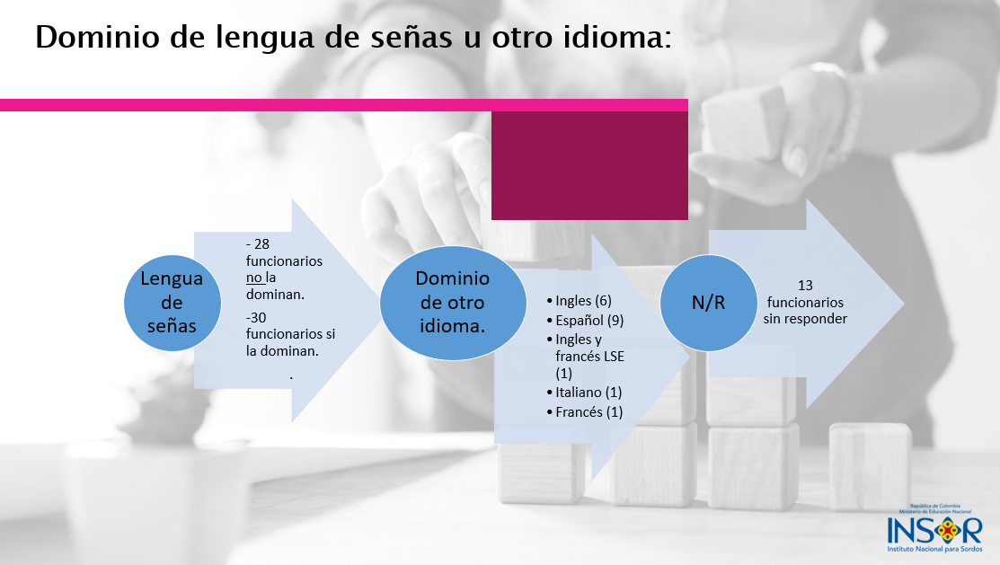 Dominio de lengua de señas u otro idioma:
Lengua
de
señas
- 28
funcionarios
no la
dominan.
-30
funcionarios si
la dominan.
.
Dominio
de otro
idioma.
• Ingles (6)
• Español (9)
• Ingles y
francés LSE
(1)
• Italiano (1)
• Francés (1)
N/R
13
funcionarios
sin responder
República de Colombia
Ministerio de Educación Nacional
INSOR
Instituto Nacional para Sordos